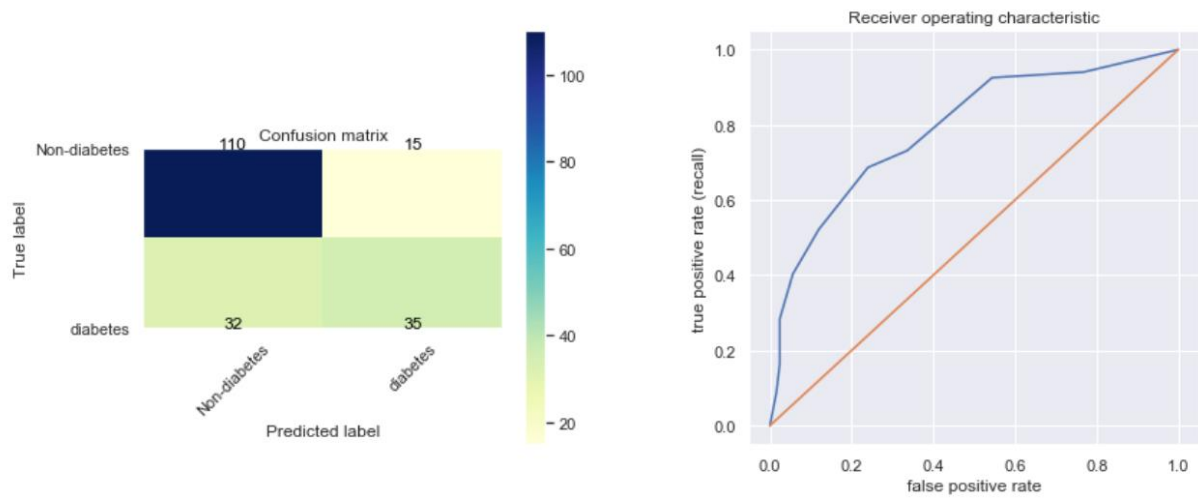 Confusion matrix
Non-diabetes
110
15
True label
diabetes
32
35
Non-diabetes
diabetes
Predicted label
100
80
60
40
20
Receiver operating characteristic
true positive rate (recall)
1.0
0.8
0.6
0.4
0.2
0.0
0.0 0.2 0.4 0.6 0.8 1.0
false positive rate